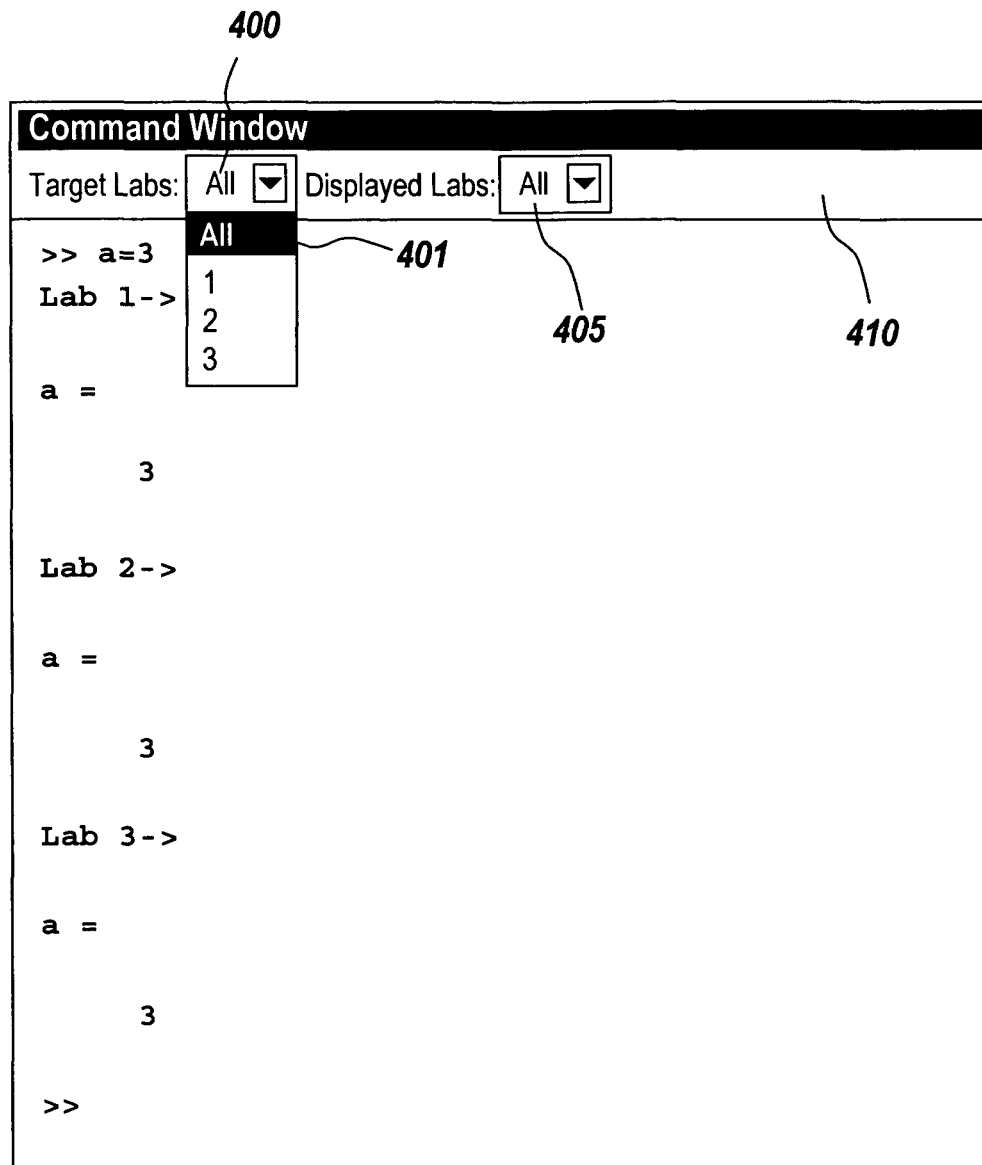 400
Command Window
Target Labs: All Displayed Labs: All
All
401
>> a=3
1
Lab 1->
2
405
410
3
a =
3
Lab 2->
a =
3
Lab 3->
a =
3
>>